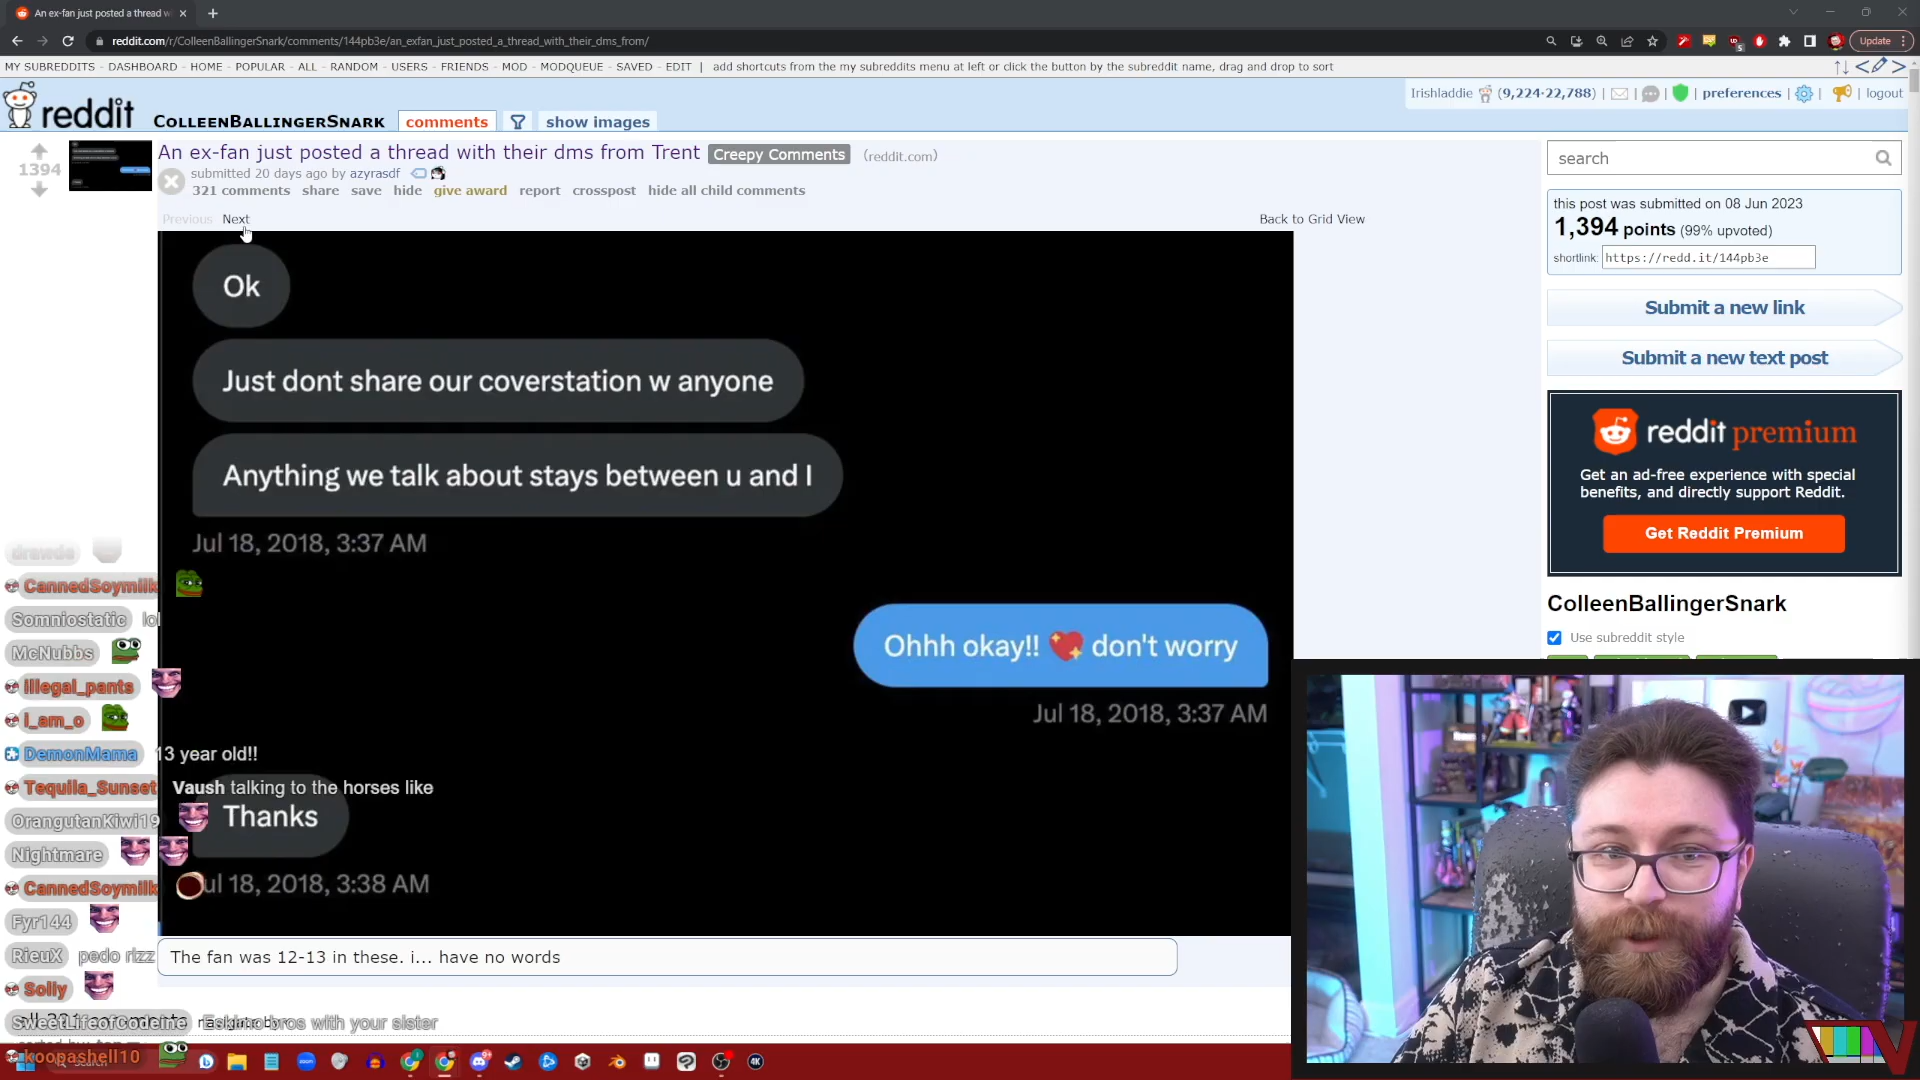 An ex-fan just posted a thread w
reddit.com/r/ColleenBallingerSnark/comments/144pb3e/an_exfan_just_posted_a_thread_with_their_dms_from/
Update
MY SUBREDDITS - DASHBOARD - HOME - POPULAR - ALL - RANDOM - USERS - FRIENDS - MOD - MODQUEUE - SAVED - EDIT | add shortcuts from the my subreddits menu at left or click the button by the subreddit name, drag and drop to sort
Irishladdie (9,224·22,788) | preferences | logout
reddit COLLEENBALLINGERSNARK comments show images
1394
An ex-fan just posted a thread with their dms from Trent Creepy Comments (reddit.com)
submitted 20 days ago by azyrasdf
321 comments share save hide give award report crosspost hide all child comments
Previous Next
Back to Grid View
search
this post was submitted on 08 Jun 2023
1,394 points (99% upvoted)
shortlink: https://redd.it/144pb3e
Submit a new link
Submit a new text post
reddit premium
Get an ad-free experience with special
benefits, and directly support Reddit.
Get Reddit Premium
ColleenBallingerSnark
Use subreddit style
Ok
Just dont share our coverstation w anyone
Anything we talk about stays between u and I
Jul 18, 2018, 3:37 AM
Ohhh okay!! 💖 don't worry
Jul 18, 2018, 3:37 AM
Thanks
ul 18, 2018, 3:38 AM
The fan was 12-13 in these. i... have no words
drawde
CannedSoymilk
Somniostatic lol
McNubbs
illegal_pants
i_am_o
DemonMama 13 year old!!
Tequila_Sunset Vaush talking to the horses like
OrangutanKiwi19
Nightmare
CannedSoymilk
Fyr144
RieuX pedo rizz
Solly
SweetLifeofCodeine Eskimo bros with your sister
koopashell10
Search